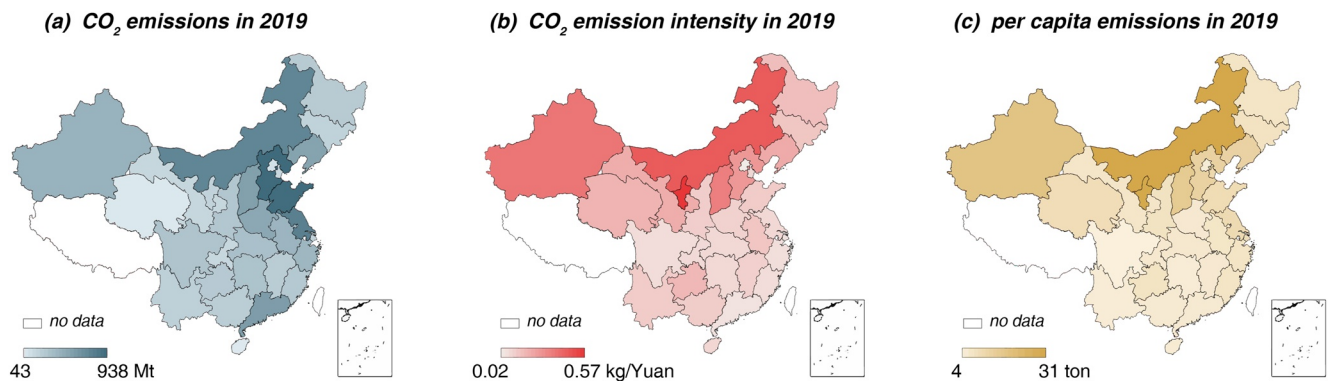 (a) CO₂ emissions in 2019
(b) CO₂ emission intensity in 2019
(c) per capita emissions in 2019
no data
43 938 Mt
no data
0.02 0.57 kg/Yuan
no data
4 31 ton